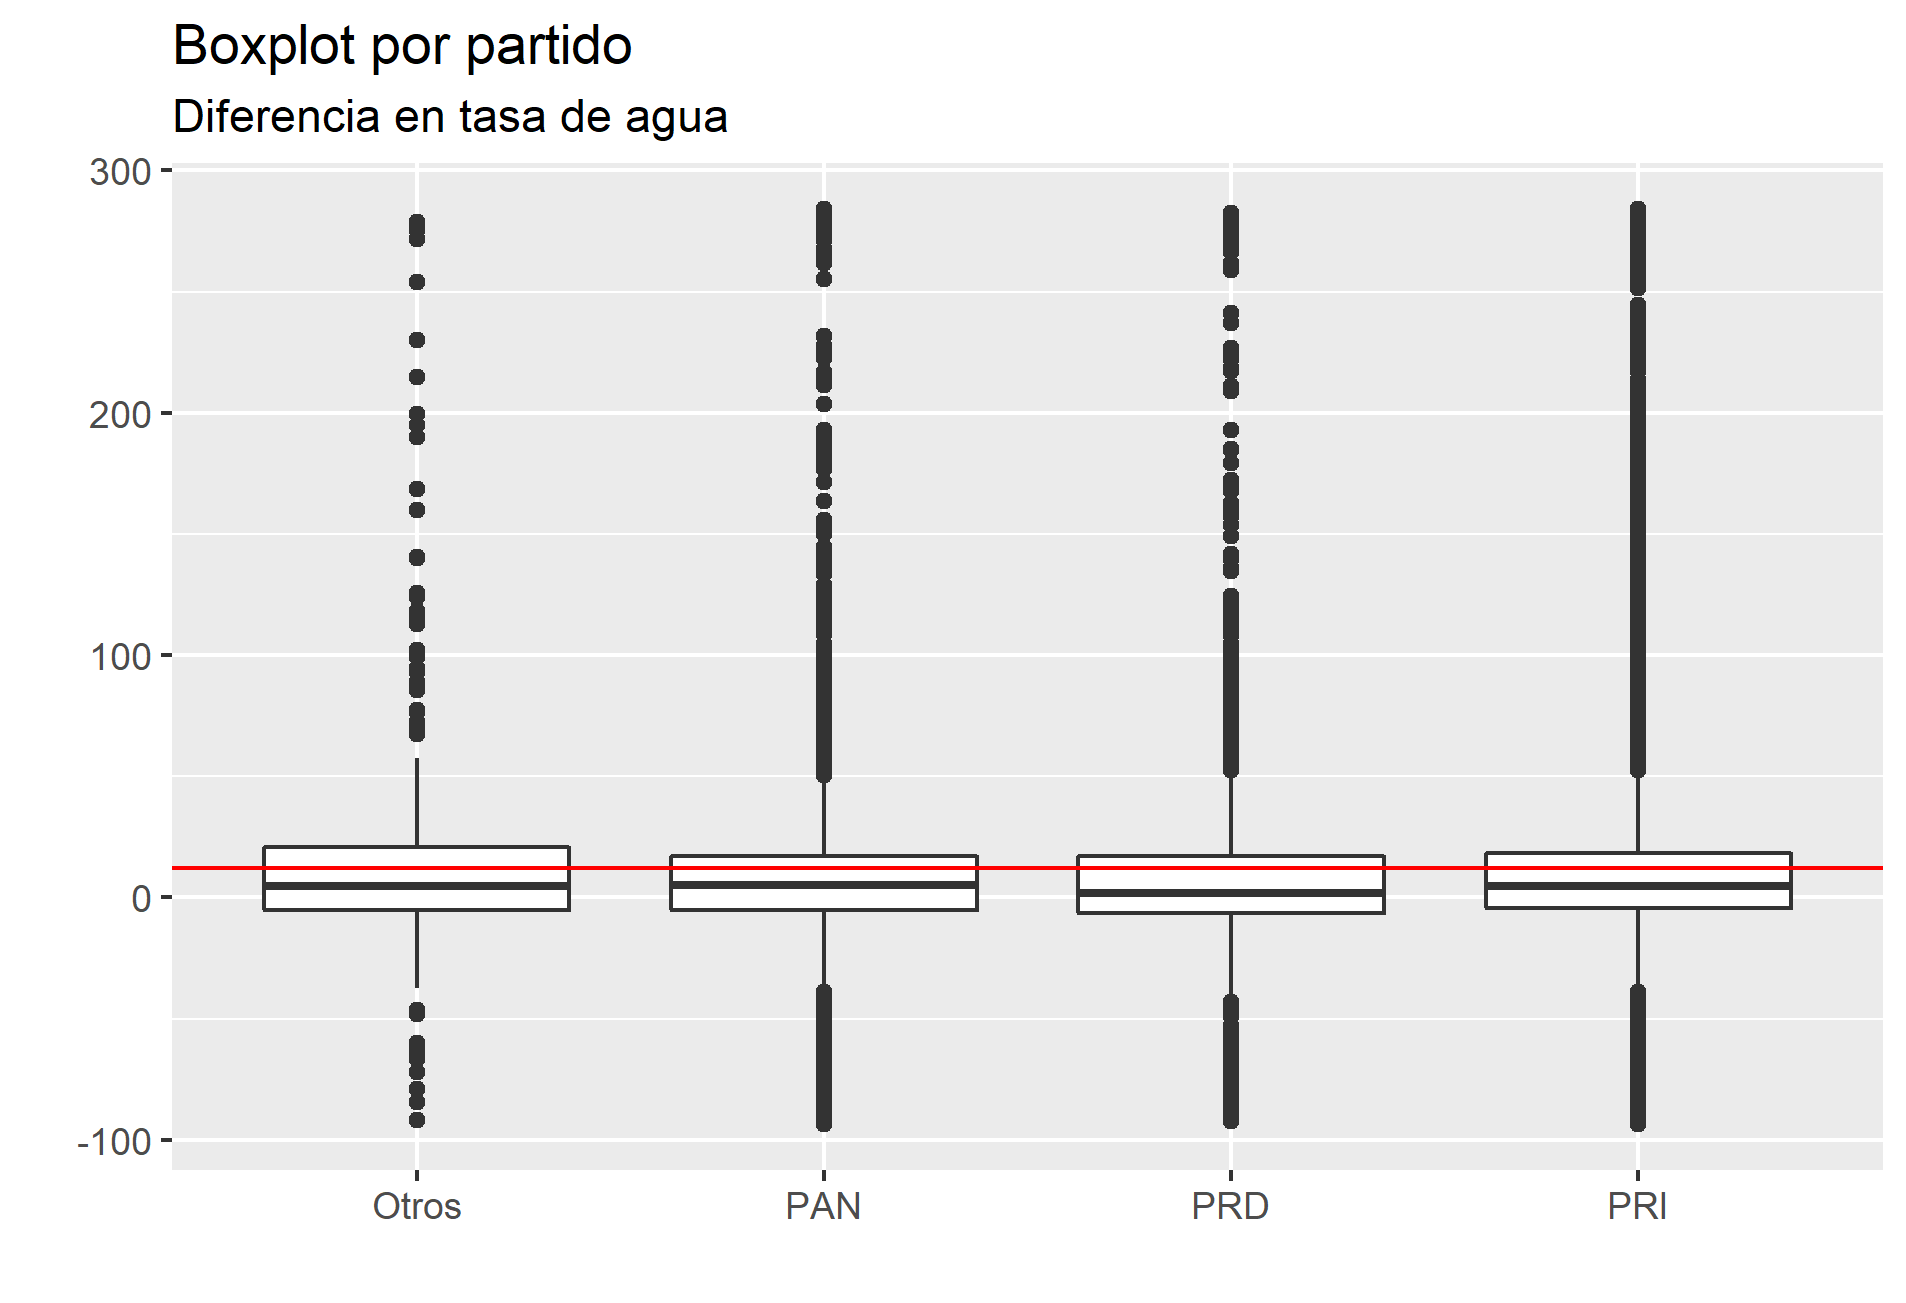 Boxplot por partido
Diferencia en tasa de agua
300
200
100
0
-100
Otros PAN PRD PRI